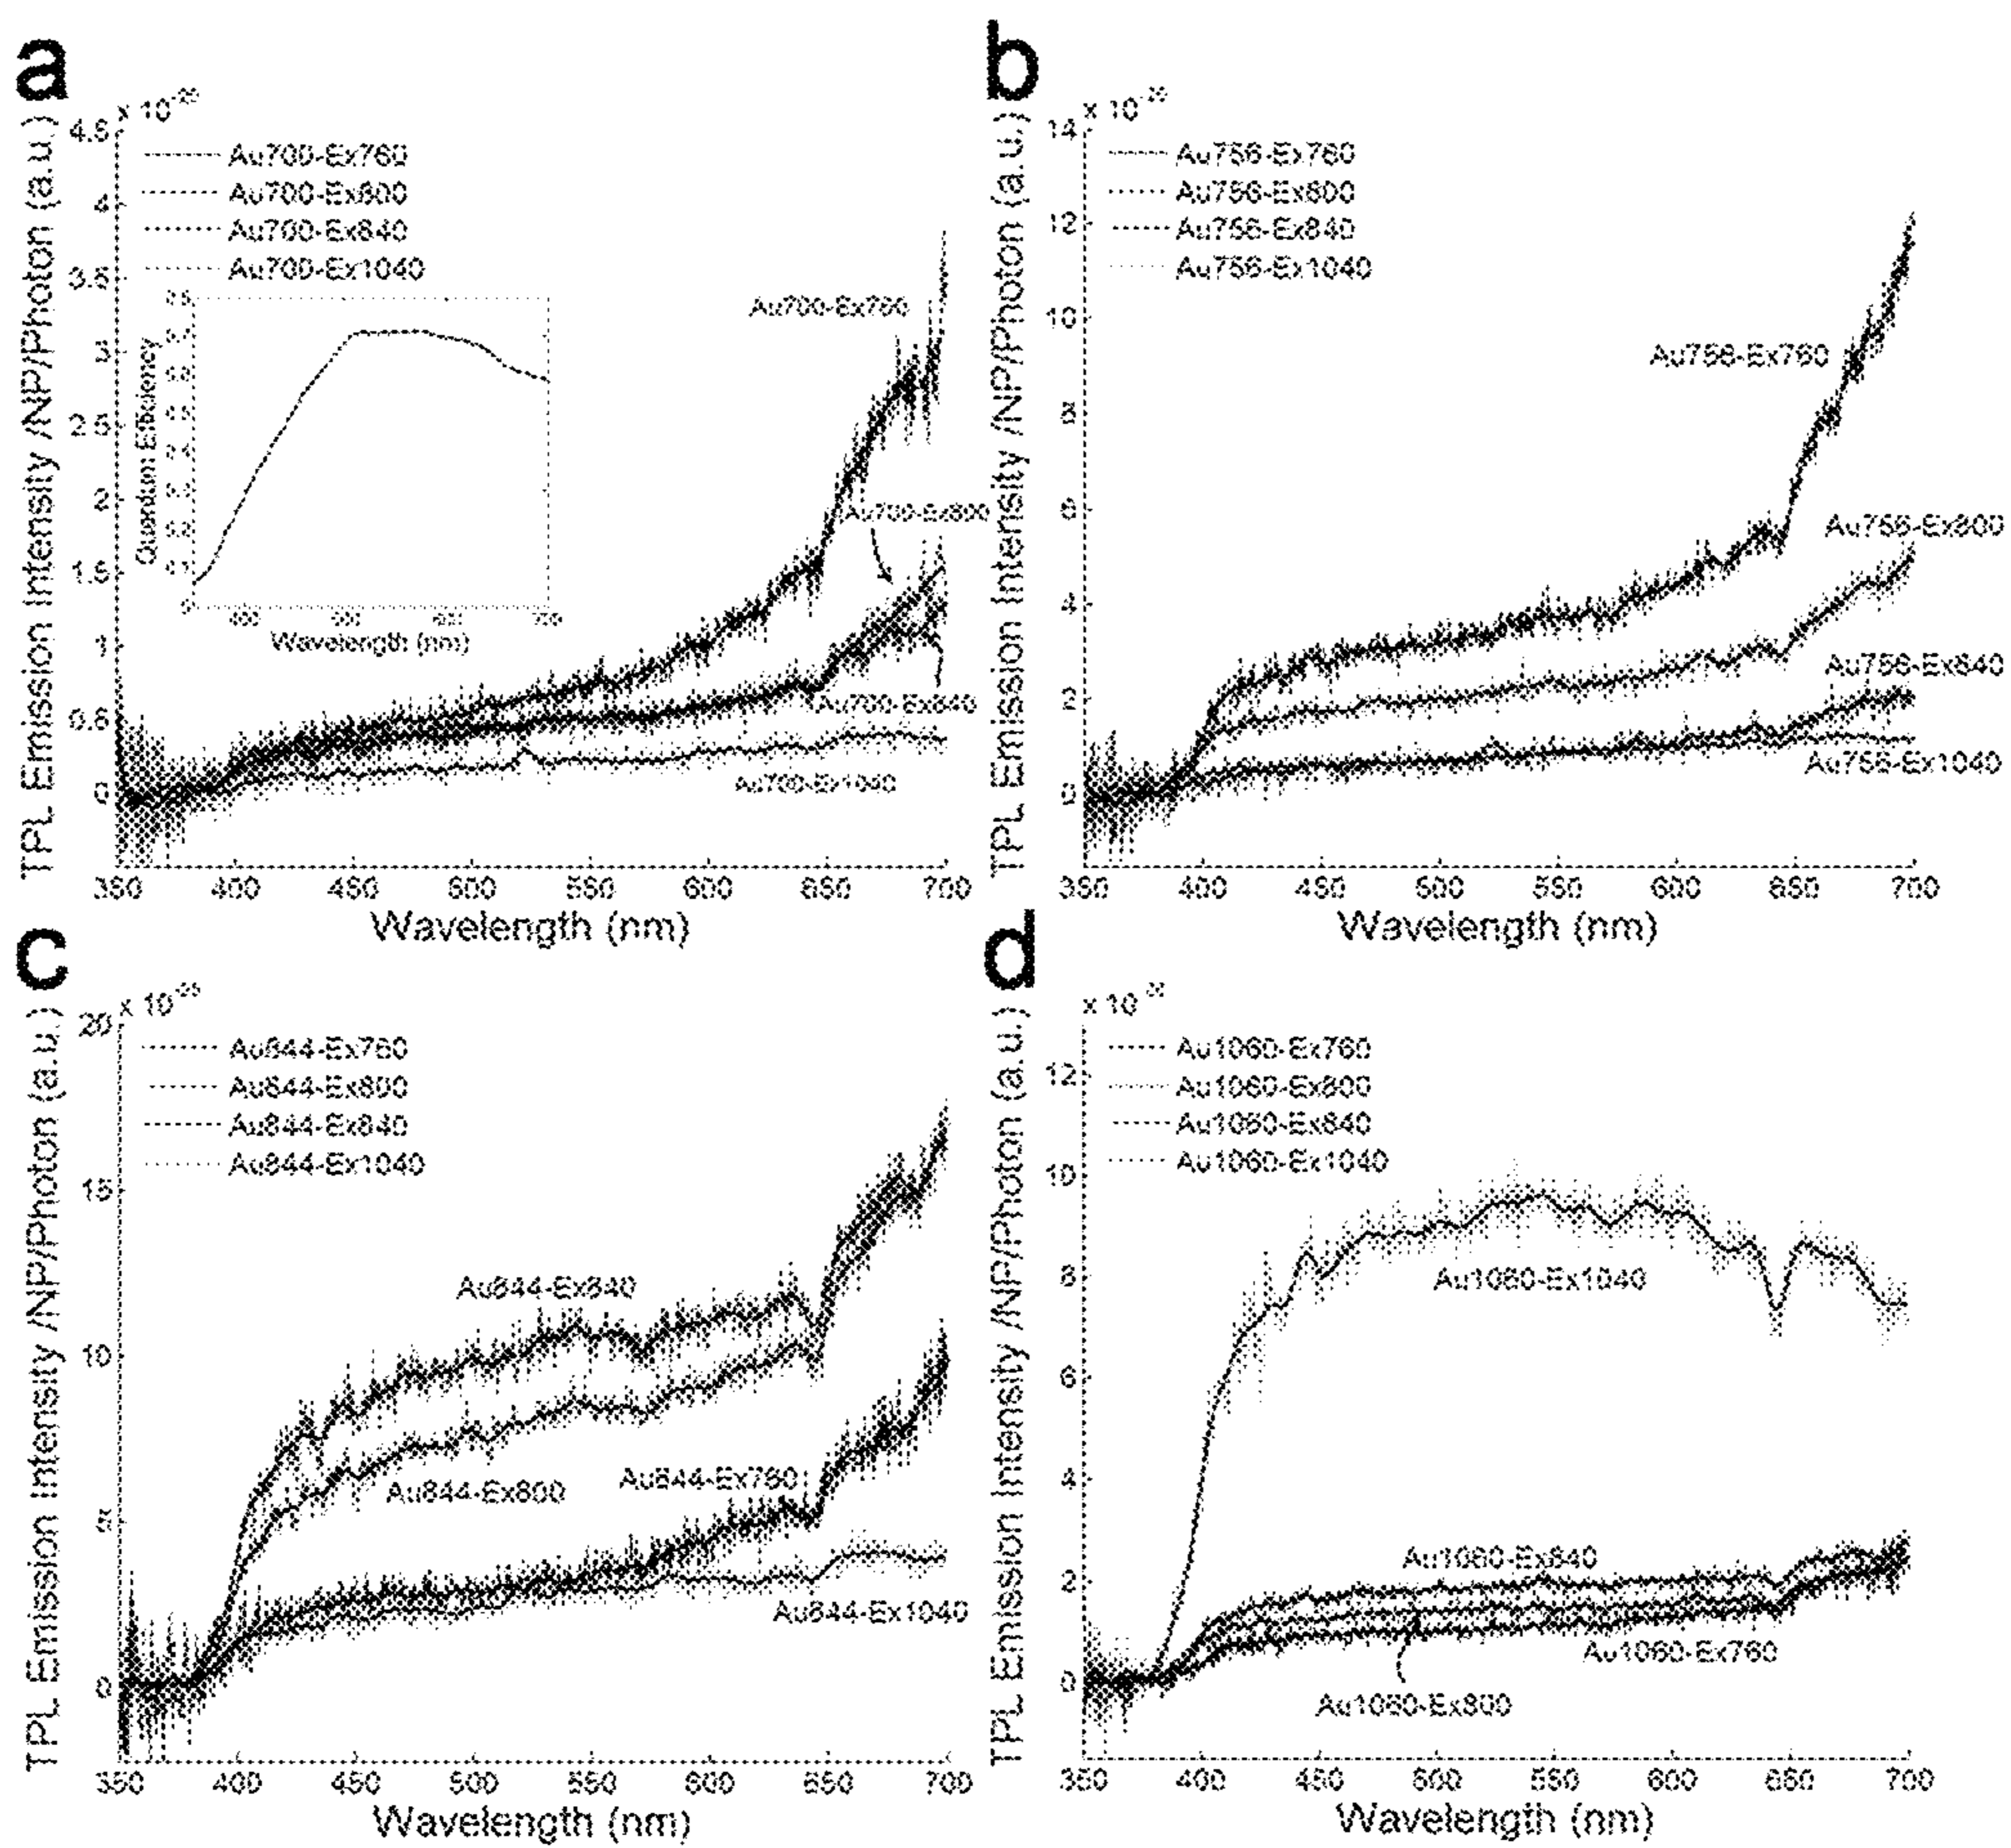 a
TPL Emission Intensity /NP/Photon (a.u.)
Au700-Ex760
Au700-Ex800
Au700-Ex840
Au700-Ex1040
4
3.5
3
2.5
2
1.5
1
0.5
0
Quantum Efficiency
Wavelength (nm)
Au700-Ex760
Au700-Ex800
Au700-Ex840
Au700-Ex1040
350 400 450 500 550 600 650 700
Wavelength (nm)
b
TPL Emission Intensity /NP/Photon (a.u.)
14
12
10
8
6
4
2
0
Au756-Ex760
Au756-Ex800
Au756-Ex840
Au756-Ex1040
Au756-Ex760
Au756-Ex800
Au756-Ex840
Au756-Ex1040
350 400 450 500 550 600 650 700
Wavelength (nm)
c
TPL Emission Intensity /NP/Photon (a.u.)
20
15
10
5
0
Au844-Ex760
Au844-Ex800
Au844-Ex840
Au844-Ex1040
Au844-Ex840
Au844-Ex800
Au844-Ex760
Au844-Ex1040
350 400 450 500 550 600 650 700
Wavelength (nm)
d
TPL Emission Intensity /NP/Photon (a.u.)
12
10
8
6
4
2
0
Au1060-Ex760
Au1060-Ex800
Au1060-Ex840
Au1060-Ex1040
Au1060-Ex1040
Au1060-Ex840
Au1060-Ex760
Au1060-Ex800
350 400 450 500 550 600 650 700
Wavelength (nm)